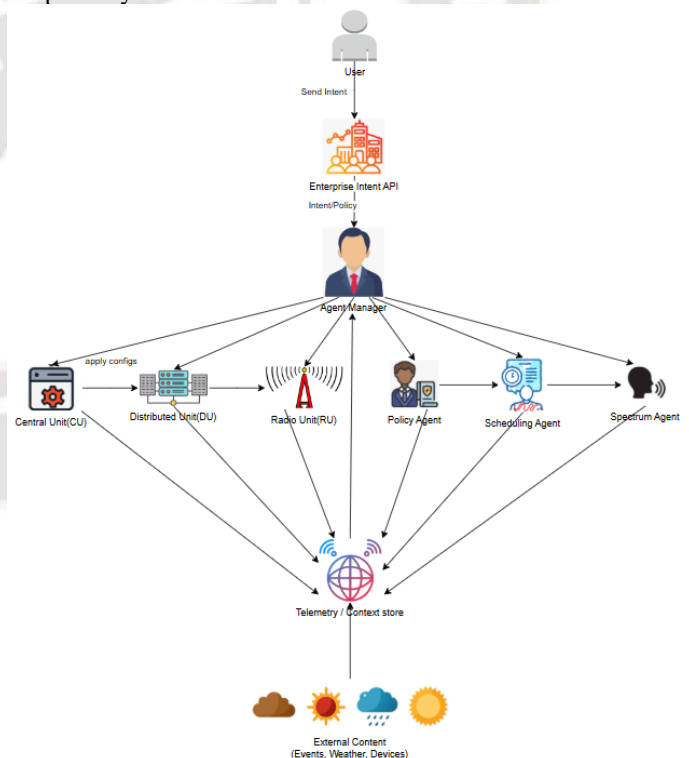 User
Send Intent
Enterprise Intent API
Intent/Policy
Agent Manager
apply configs
Central Unit(CU)
Distributed Unit(DU)
Radio Unit(RU)
Policy Agent
Scheduling Agent
Spectrum Agent
Telemetry / Context store
External Content
(Events, Weather, Devices)